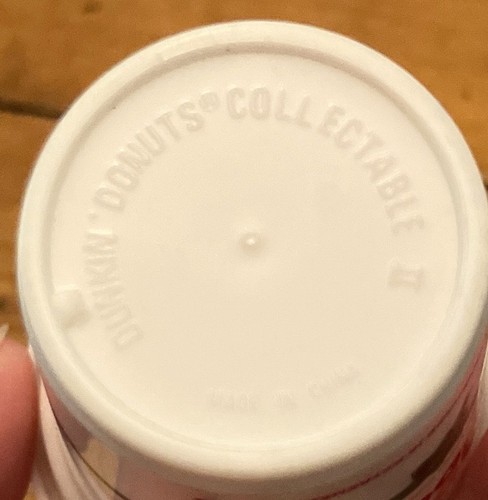 DUNKIN' DONUTS® COLLECTABLE II
MADE IN CHINA